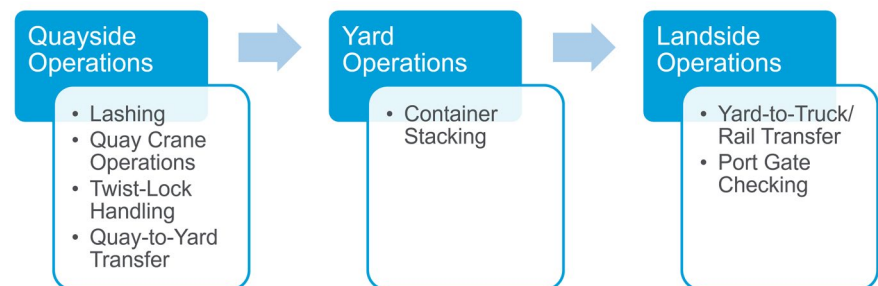 Quayside
Operations
• Lashing
• Quay Crane
Operations
• Twist-Lock
Handling
• Quay-to-Yard
Transfer
Yard
Operations
• Container
Stacking
Landside
Operations
• Yard-to-Truck/
Rail Transfer
• Port Gate
Checking